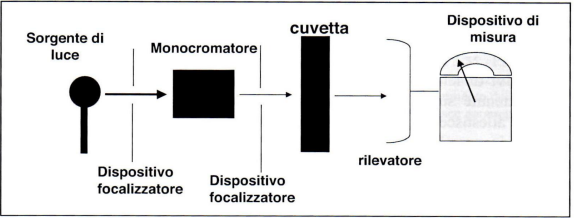 Sorgente di
luce
Monocromatore
cuvetta
Dispositivo di
misura
Dispositivo
focalizzatore
Dispositivo
focalizzatore
rilevatore